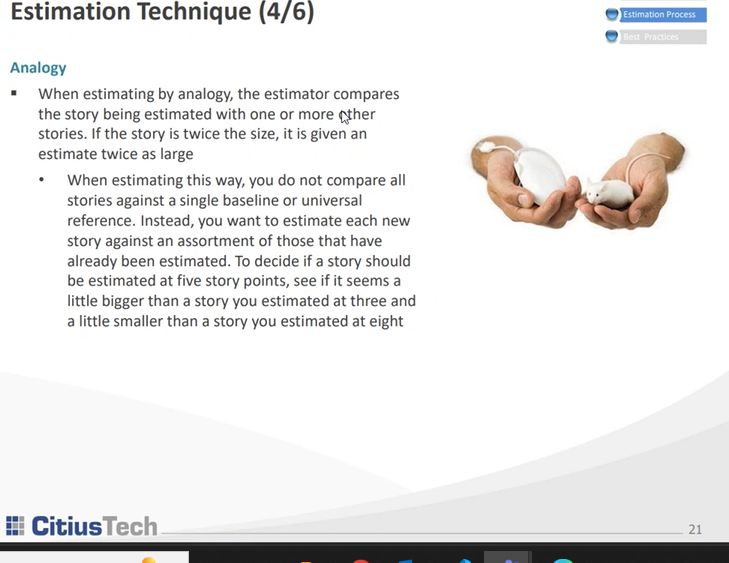 Estimation Technique (4/6)
Estimation Process
Best Practices
Analogy
When estimating by analogy, the estimator compares
the story being estimated with one or more other
stories. If the story is twice the size, it is given an
estimate twice as large
When estimating this way, you do not compare all
stories against a single baseline or universal
reference. Instead, you want to estimate each new
story against an assortment of those that have
already been estimated. To decide if a story should
be estimated at five story points, see if it seems a
little bigger than a story you estimated at three and
a little smaller than a story you estimated at eight
CitiusTech
21